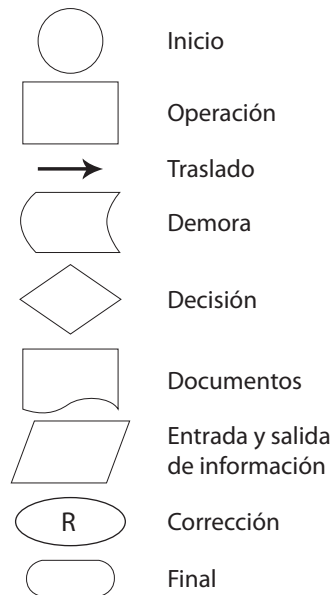 Inicio
Operación
Traslado
Demora
Decisión
Documentos
Entrada y salida
de información
R
Corrección
Final